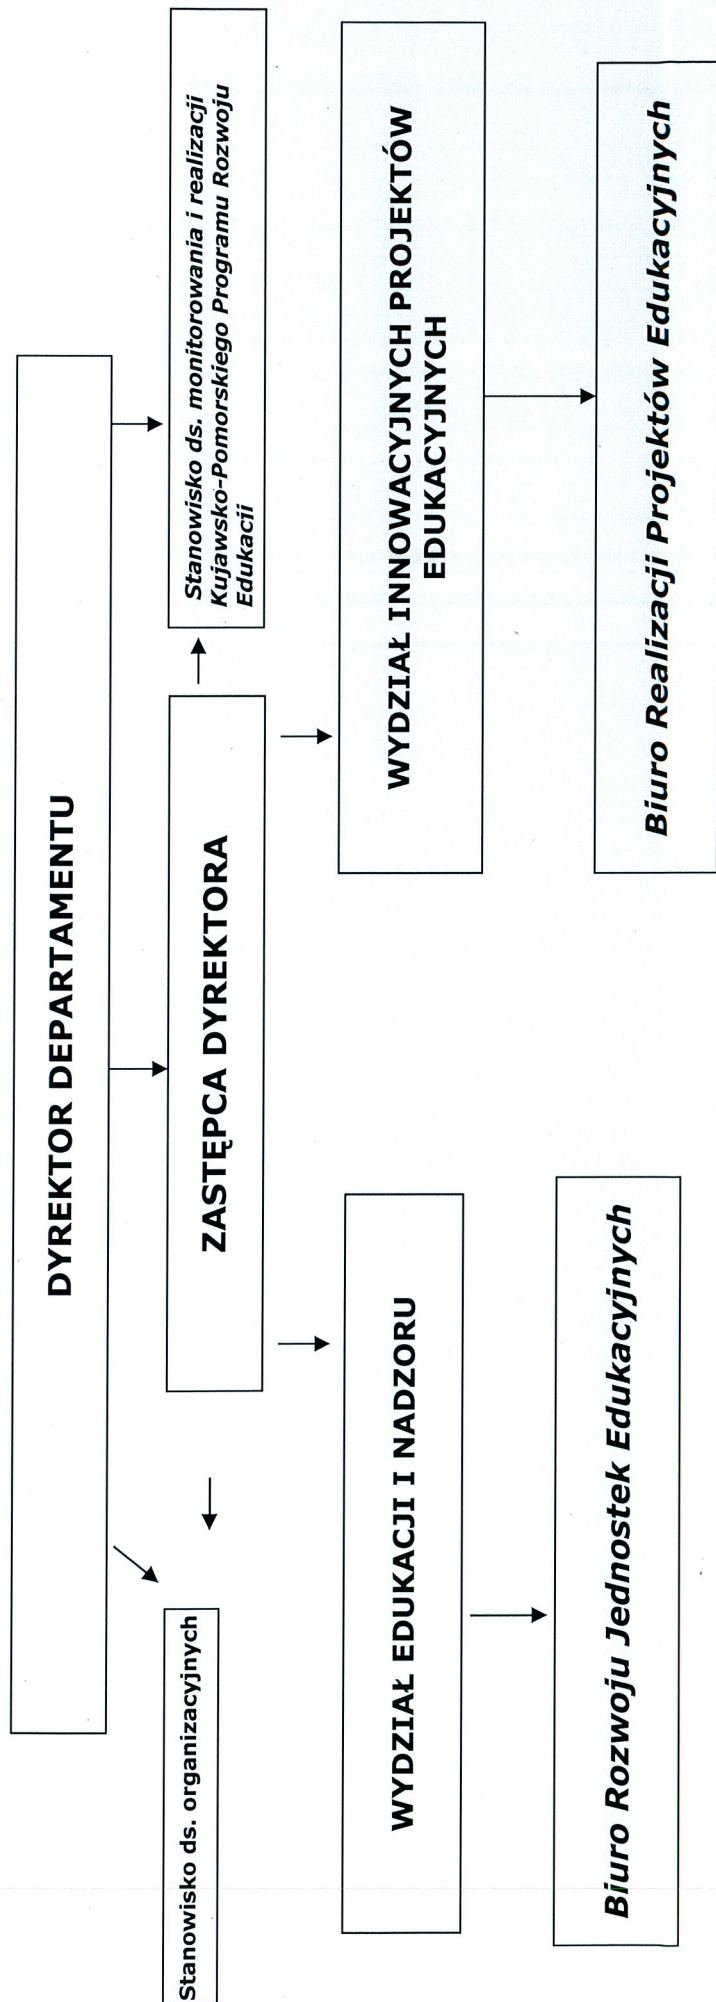 DYREKTOR DEPARTAMENTU
Stanowisko ds. organizacyjnych
ZASTĘPCA DYREKTORA
Stanowisko ds. monitorowania i realizacji
Kujawsko-Pomorskiego Programu Rozwoju
Edukacji
WYDZIAŁ EDUKACJI I NADZORU
WYDZIAŁ INNOWACYJNYCH PROJEKTÓW
EDUKACYJNYCH
Biuro Rozwoju Jednostek Edukacyjnych
Biuro Realizacji Projektów Edukacyjnych